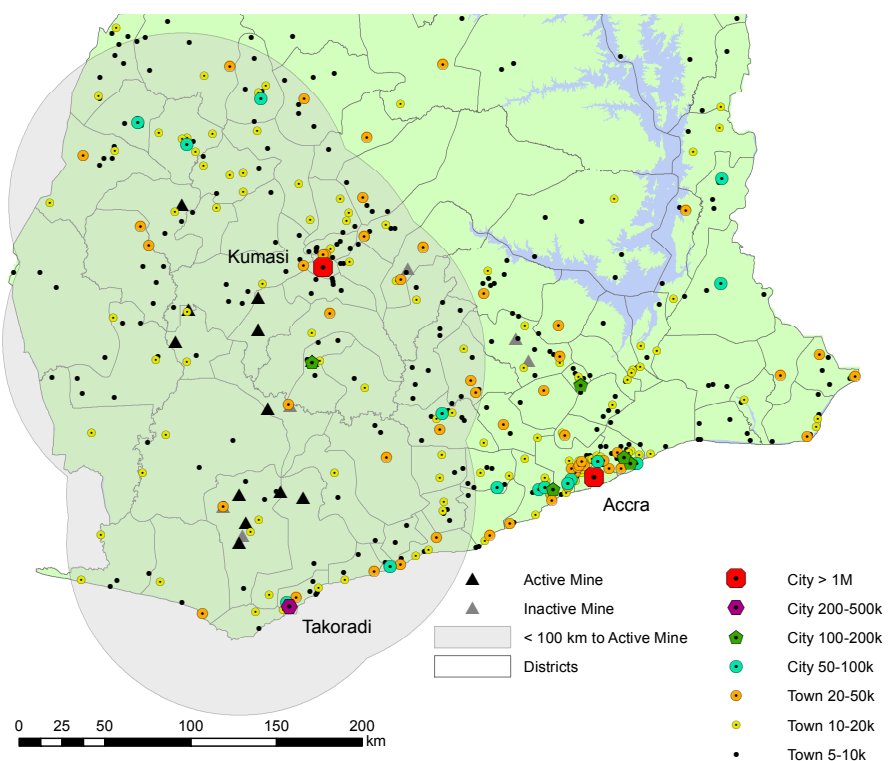 Kumasi
Accra
Takoradi
Active Mine
Inactive Mine
< 100 km to Active Mine
Districts
City > 1M
City 200-500k
City 100-200k
City 50-100k
Town 20-50k
Town 10-20k
Town 5-10k
0 25 50 100 150 200
km